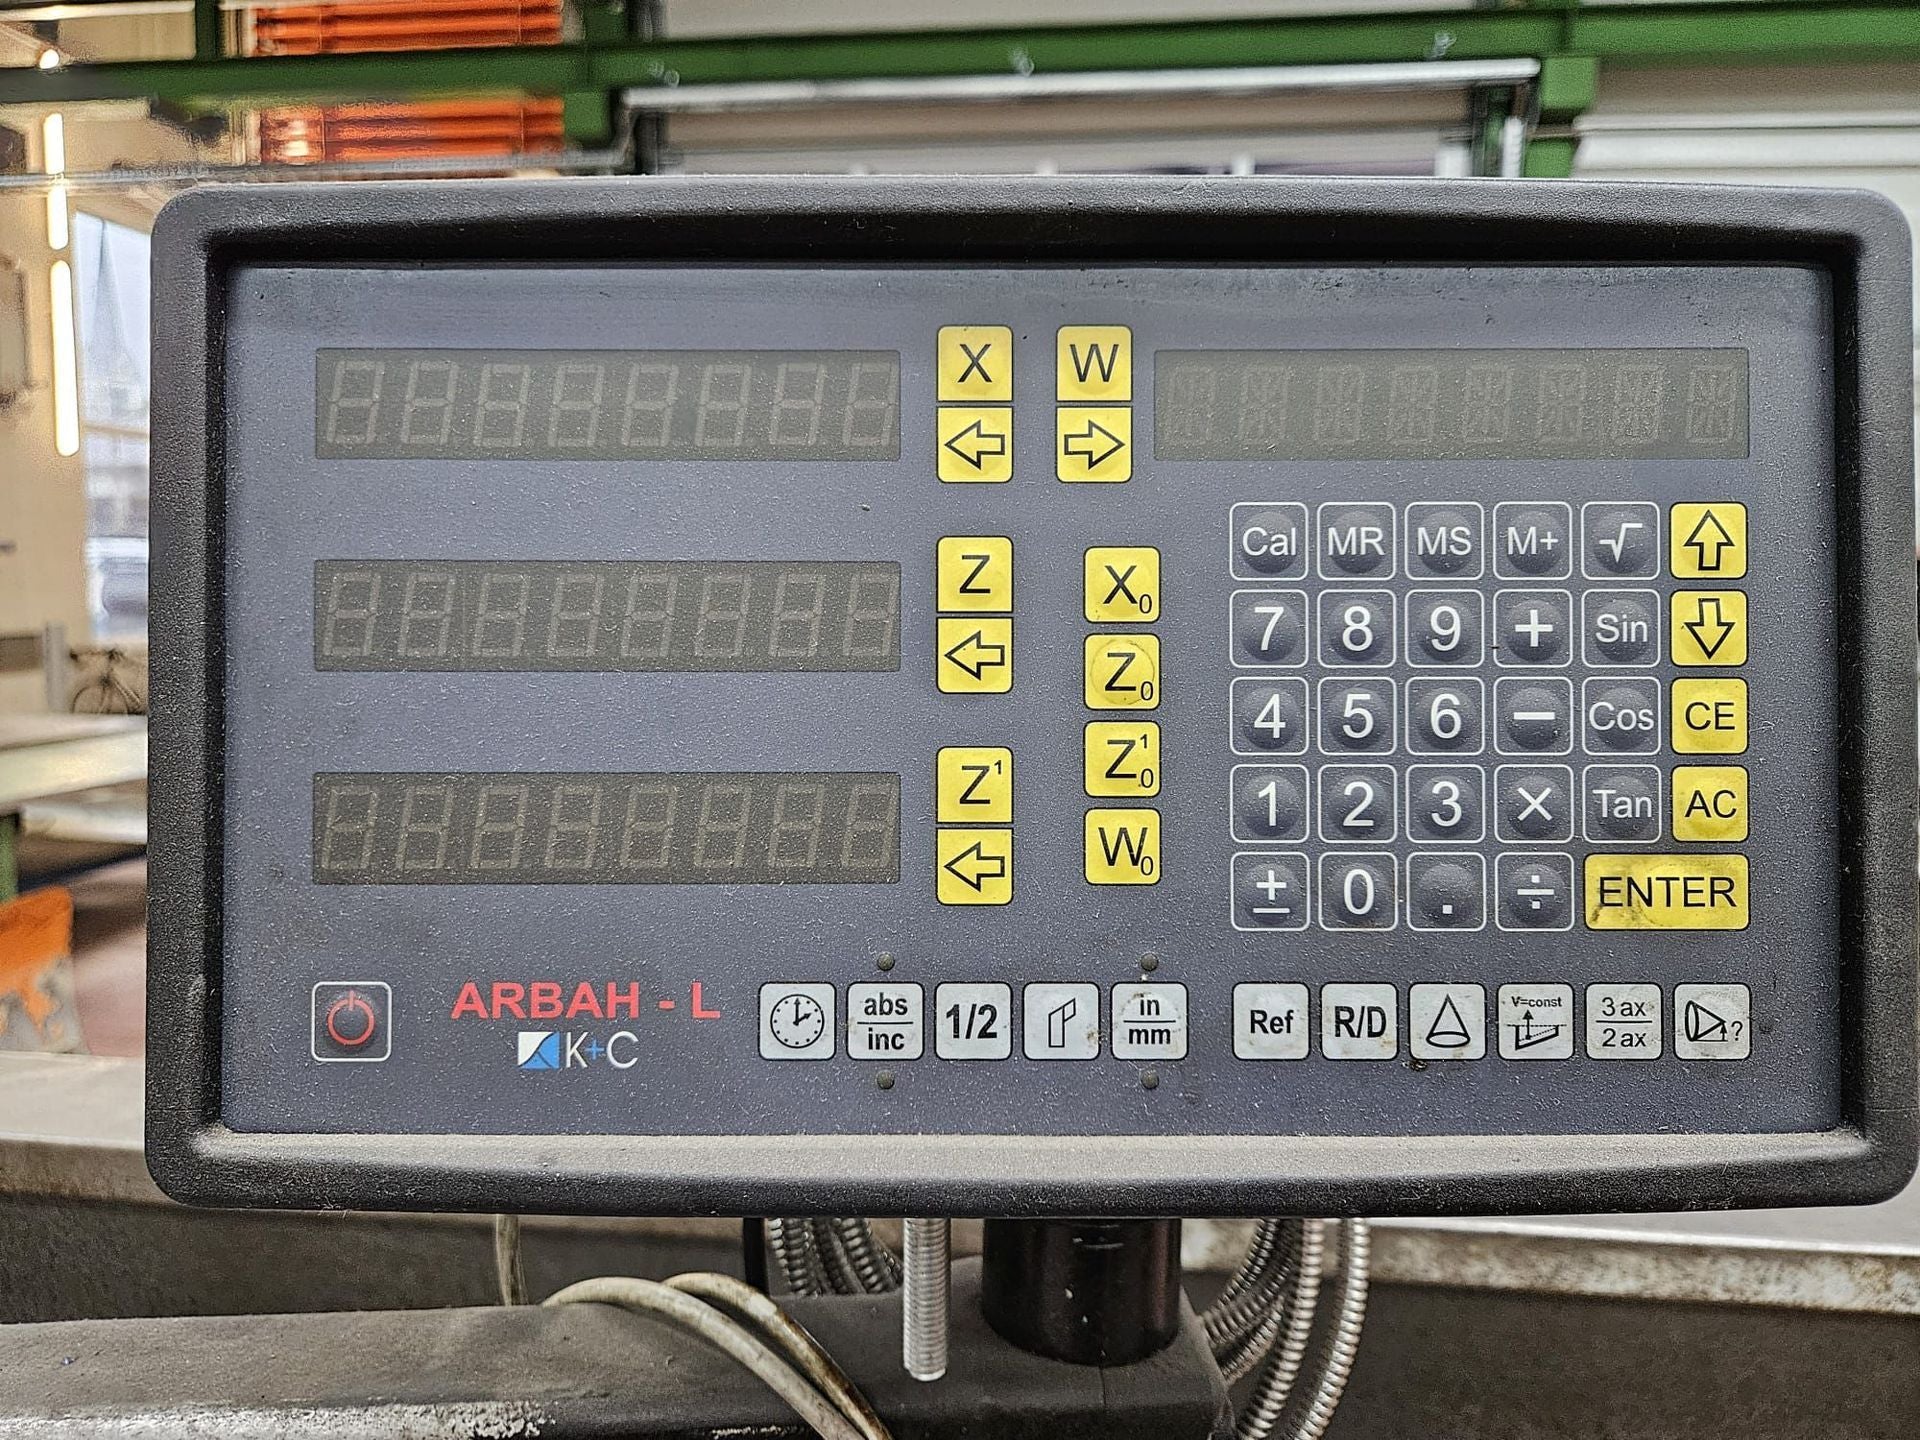 X W
Z
X0
Z0
Z1
Z10
W0
Cal MR MS M+ √
7 8 9 + Sin
4 5 6 − Cos CE
1 2 3 × Tan AC
± 0 . ÷ ENTER
ARBAH - L
K+C
abs
inc
1/2
in
mm
Ref
R/D
V=const
3 ax
2 ax
?